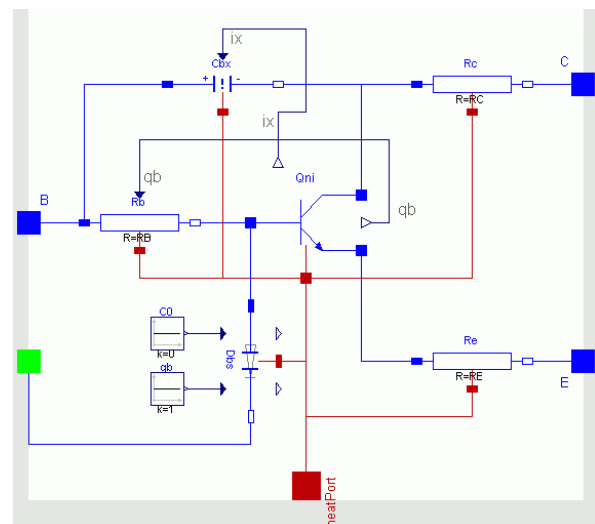 ix
Cbx
+ -
Rc
C
R=RC
ix
qb
Qni
B
Rb
qb
R=RB
C0
k=0
Dbs
qb
k=1
Re
R=RE
E
heatPort